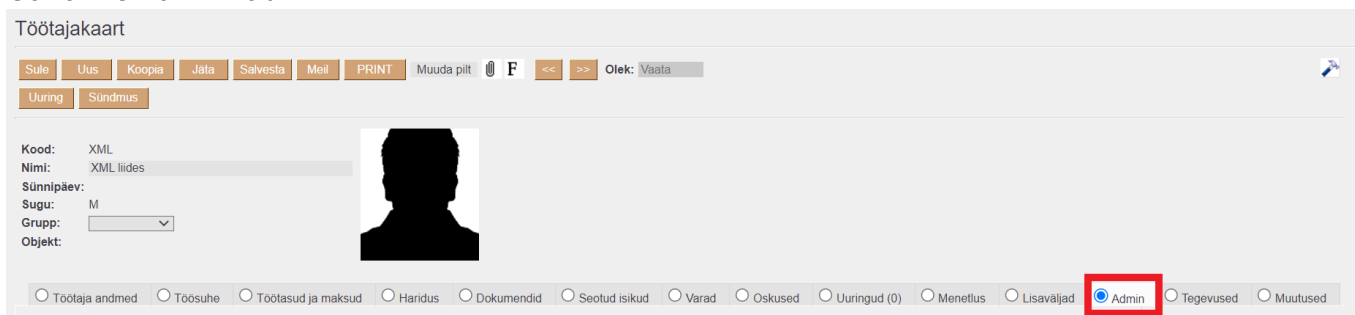 Töötajakaart
Sule Uus Koopia Jäta Salvesta Meil PRINT Muuda pilt F << >> Olek: Vaata
Uuring Sündmus
Kood: XML
Nimi: XML liides
Sünnipäev:
Sugu: M
Grupp:
Objekt:
Töötaja andmed Töösuhe Töötasud ja maksud Haridus Dokumendid Seotud isikud Varad Oskused Uuringud (0) Menetlus Lisaväljad Admin Tegevused Muutused